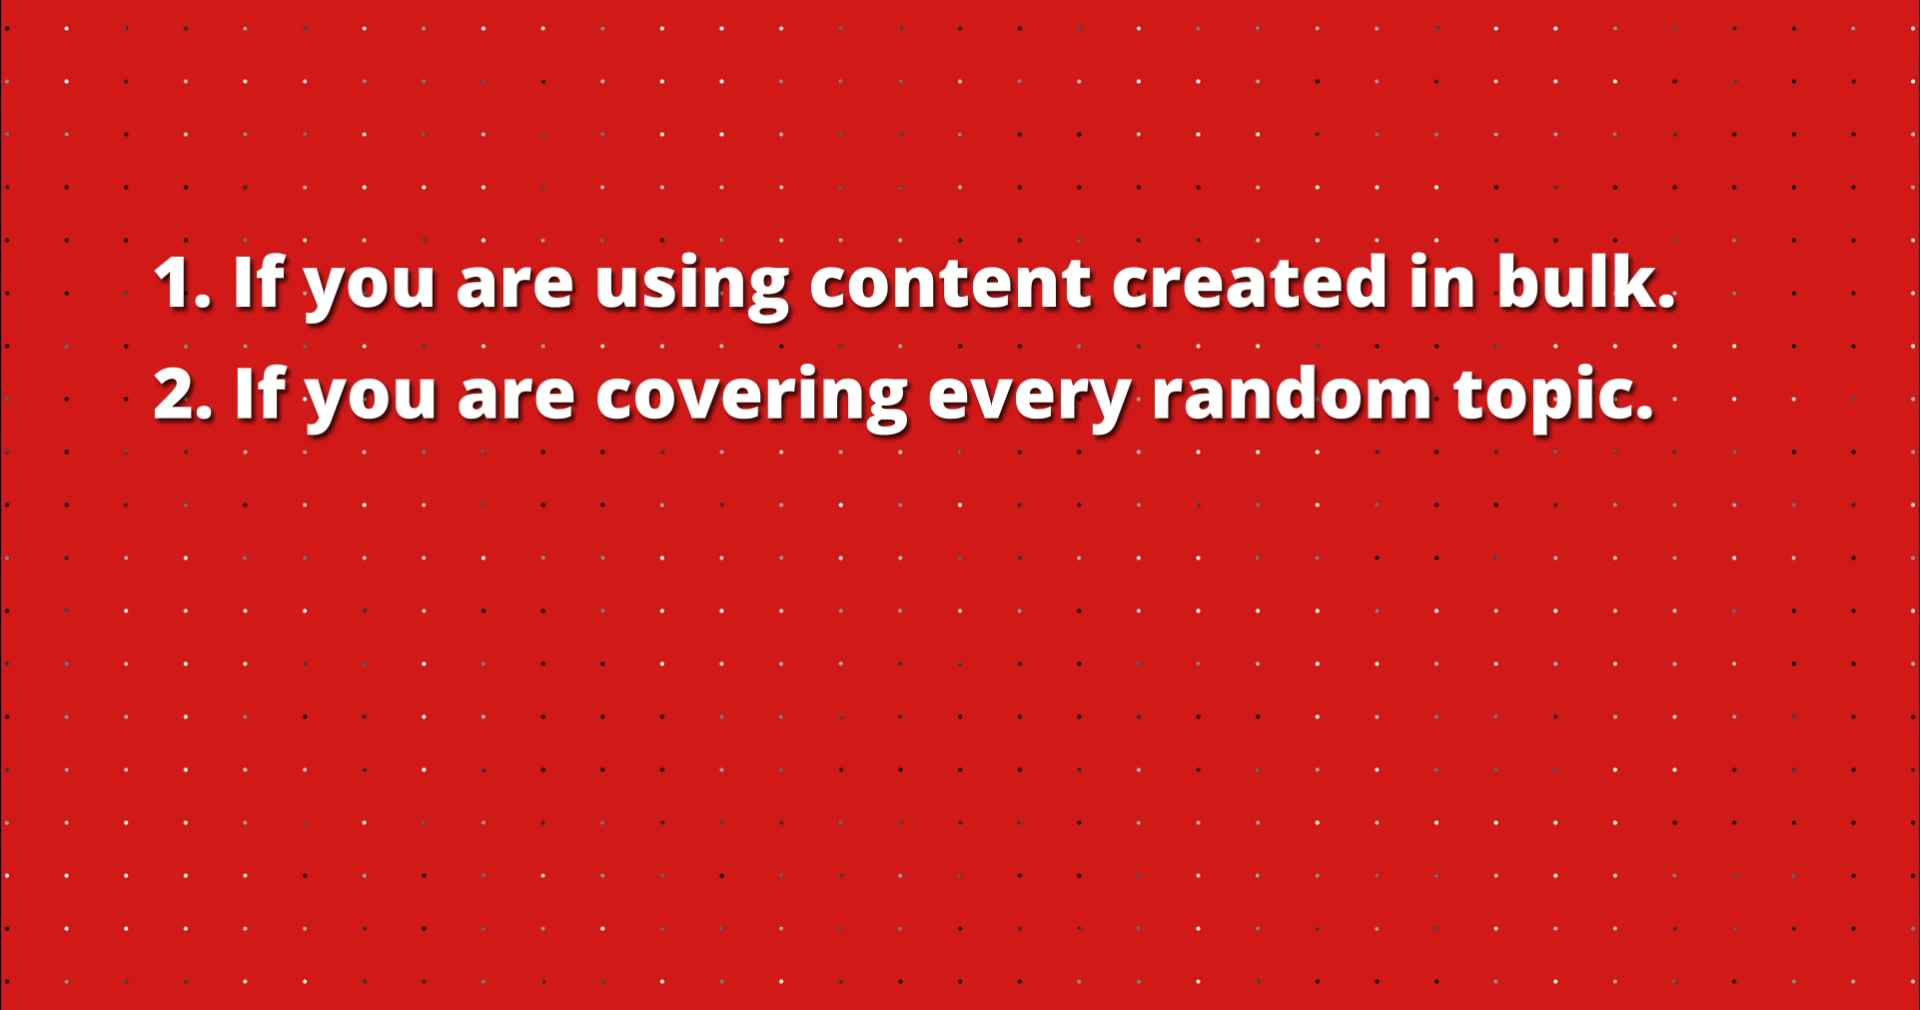 1. If you are using content created in bulk.
2. If you are covering every random topic.